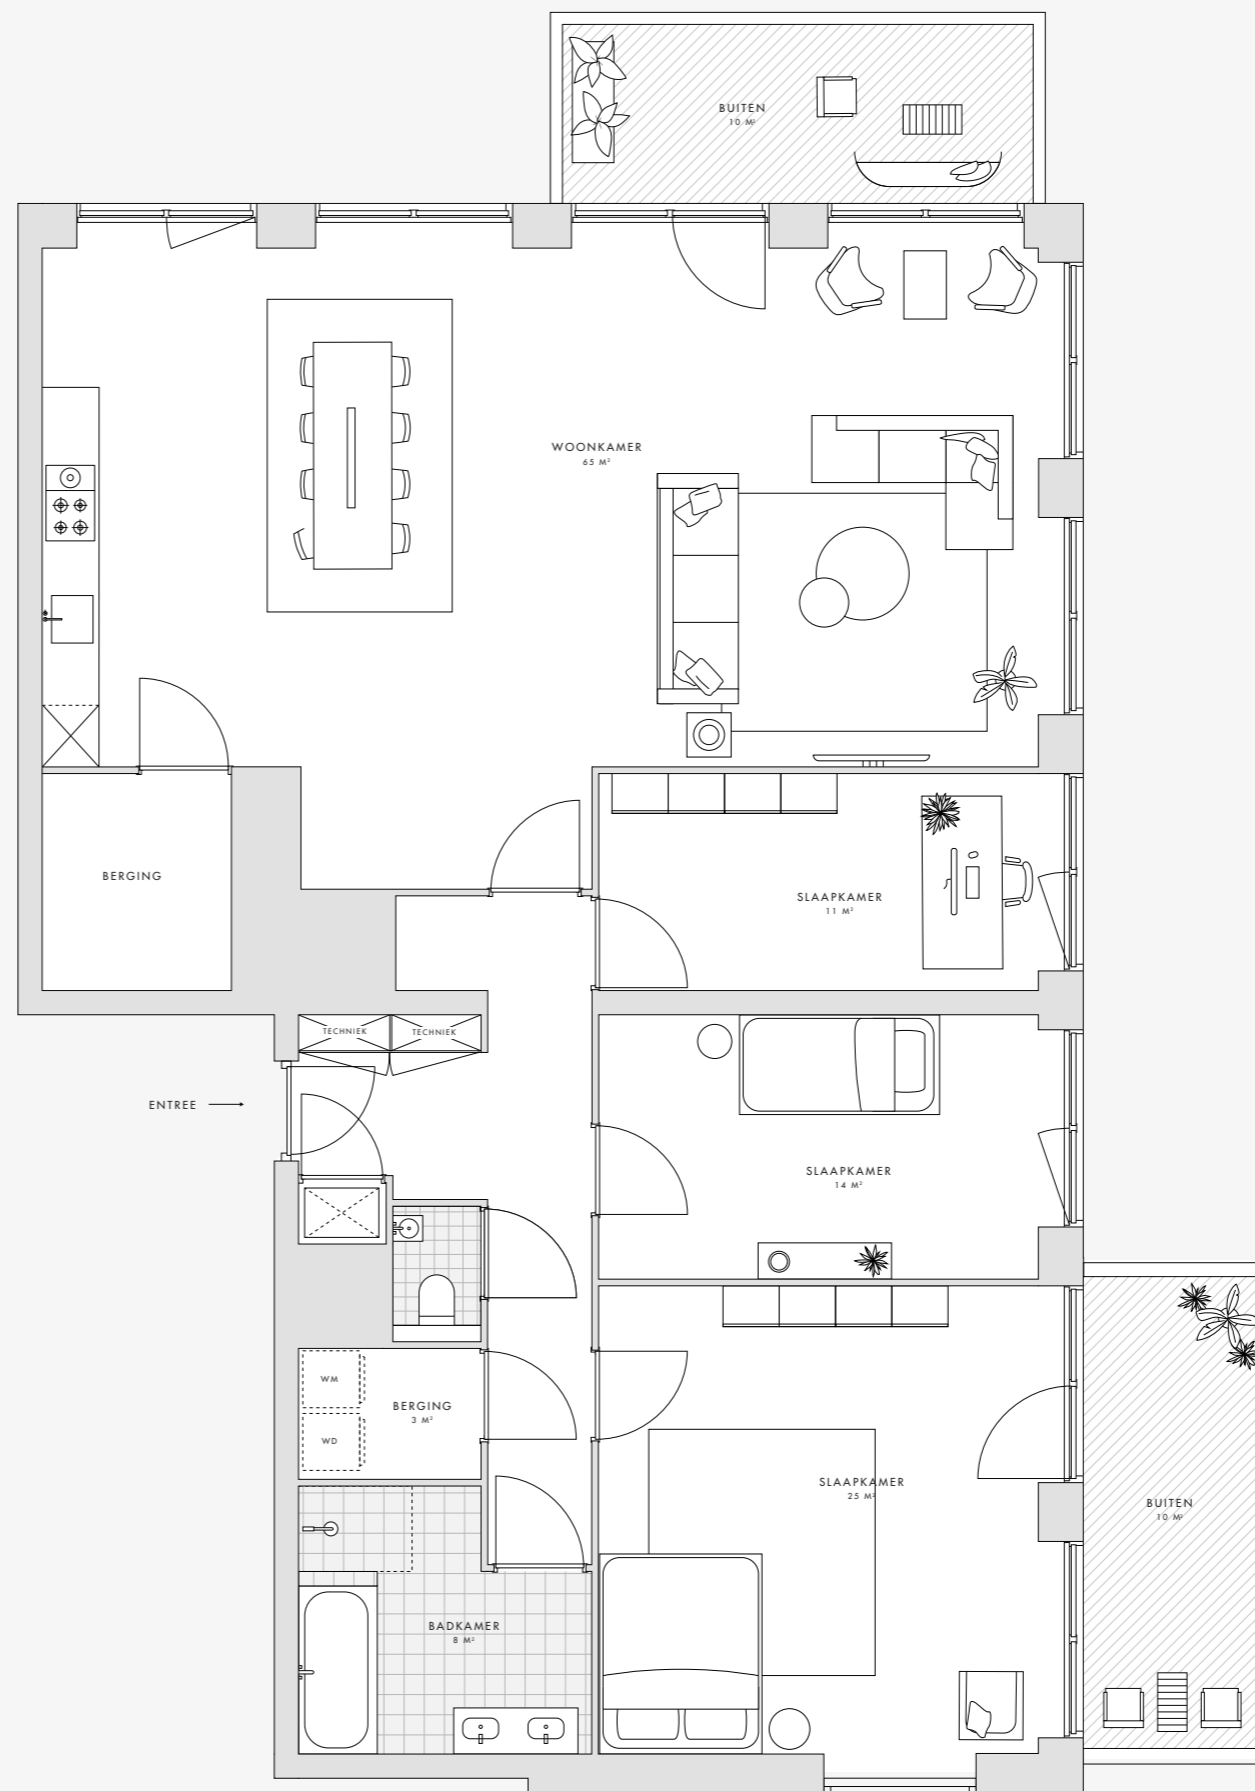 BUITEN
10 M²
WOONKAMER
65 M²
BERGING
SLAAPKAMER
11 M²
TECHNIEK
TECHNIEK
ENTREE
SLAAPKAMER
14 M²
WM
BERGING
3 M²
WD
SLAAPKAMER
25 M²
BUITEN
10 M²
BADKAMER
8 M²